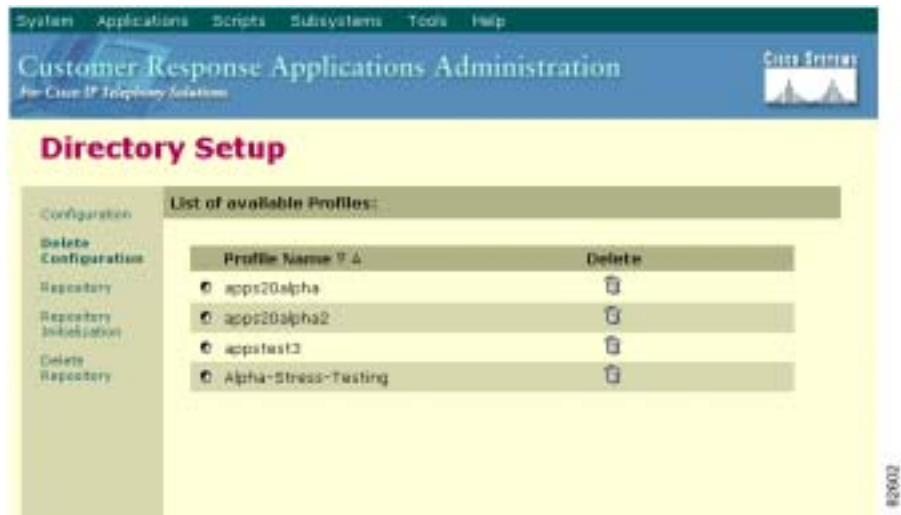 System Applications Scripts Subsystems Tools Help
Customer Response Applications Administration
For Cisco IP Telephony Solutions
Cisco Systems
Directory Setup
Configuration
Delete
Configuration
Repository
Repository
Initialization
Delete
Repository
List of available Profiles:
Profile Name Delete
apps20alpha
apps20alpha2
appstest3
Alpha-Stress-Testing
82602